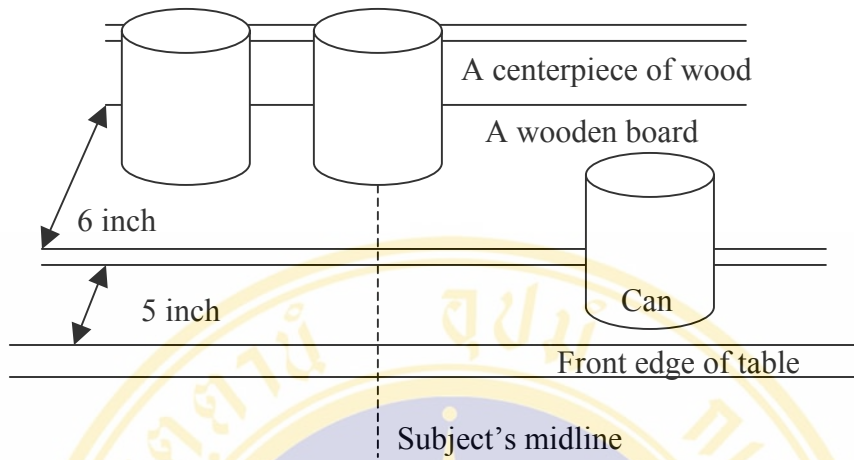 A centerpiece of wood
A wooden board
6 inch
Can
5 inch
Front edge of table
Subject's midline